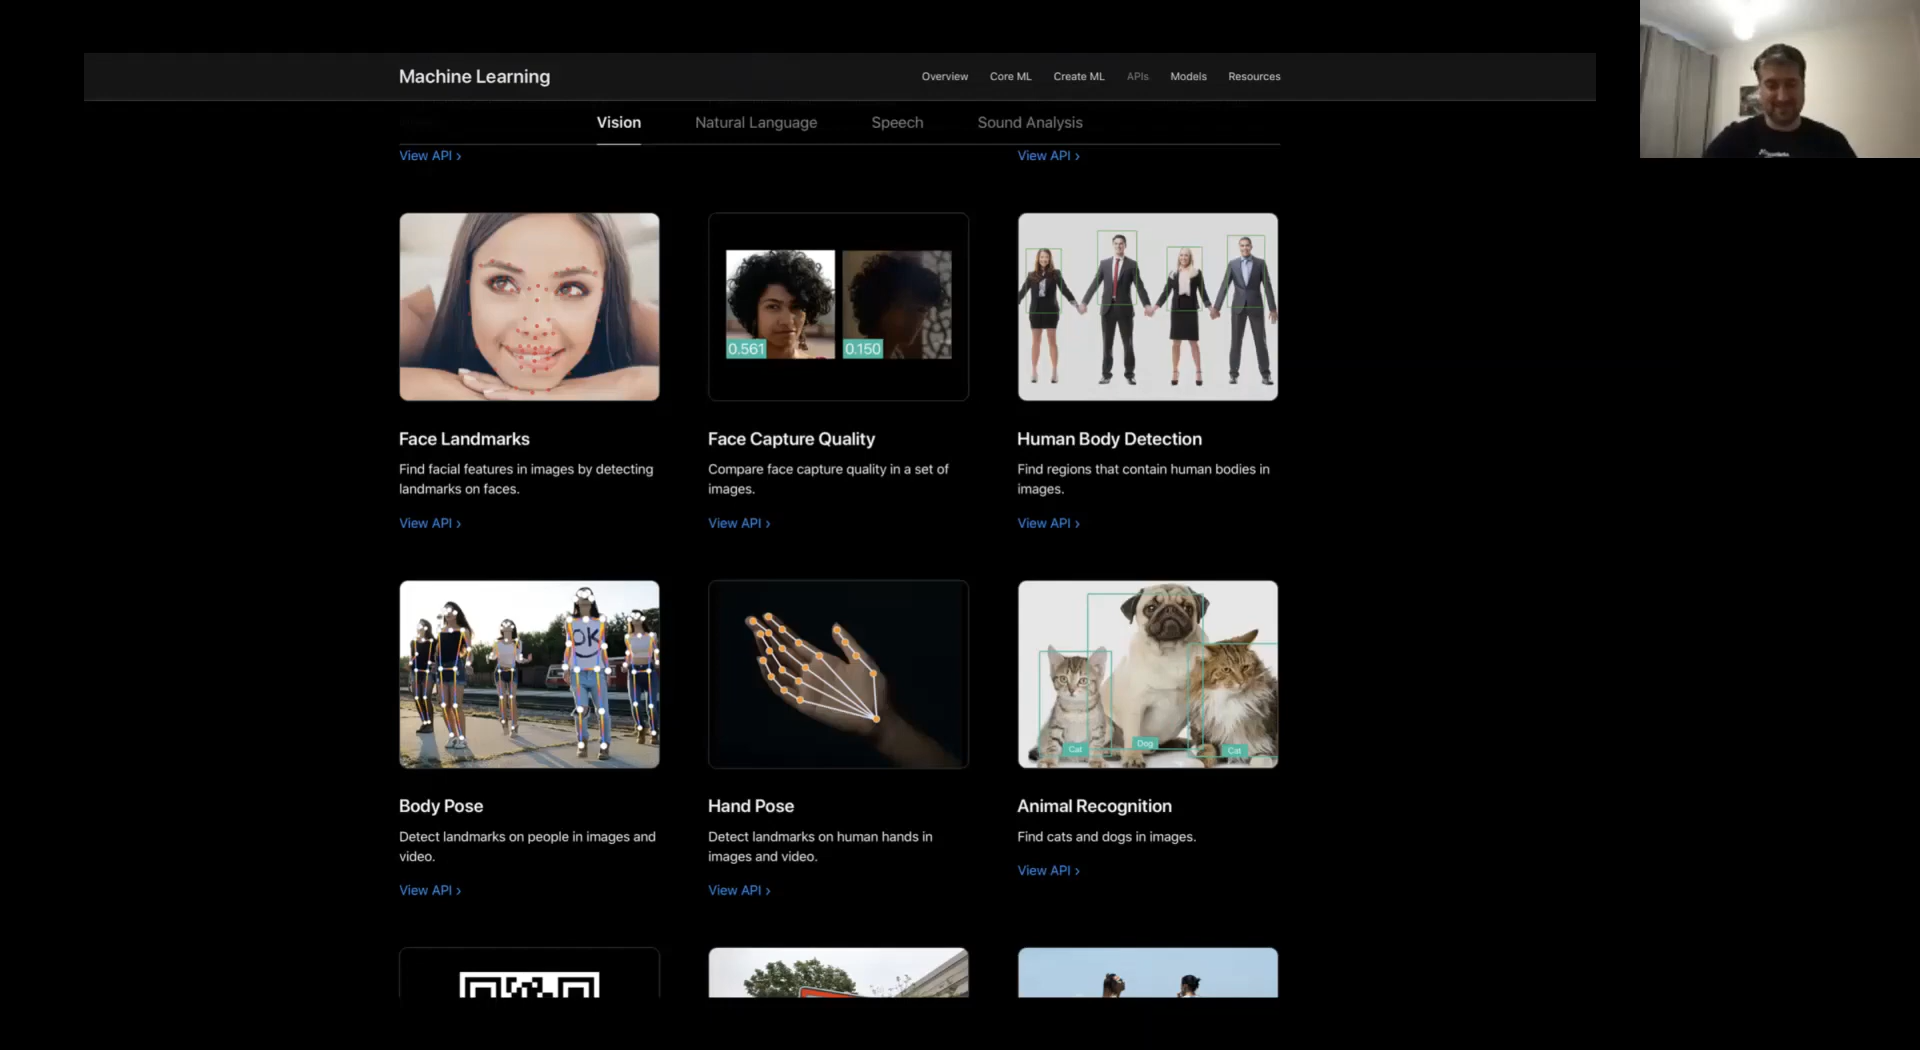 Machine Learning
Overview
Core ML
Create ML
APIs
Models
Resources
Vision
Natural Language
Speech
Sound Analysis
View API ›
View API ›
0.561
0.150
Face Landmarks
Find facial features in images by detecting
landmarks on faces.
View API ›
Face Capture Quality
Compare face capture quality in a set of
images.
View API ›
Human Body Detection
Find regions that contain human bodies in
images.
View API ›
OK
Cat
Dog
Cat
Body Pose
Detect landmarks on people in images and
video.
View API ›
Hand Pose
Detect landmarks on human hands in
images and video.
View API ›
Animal Recognition
Find cats and dogs in images.
View API ›